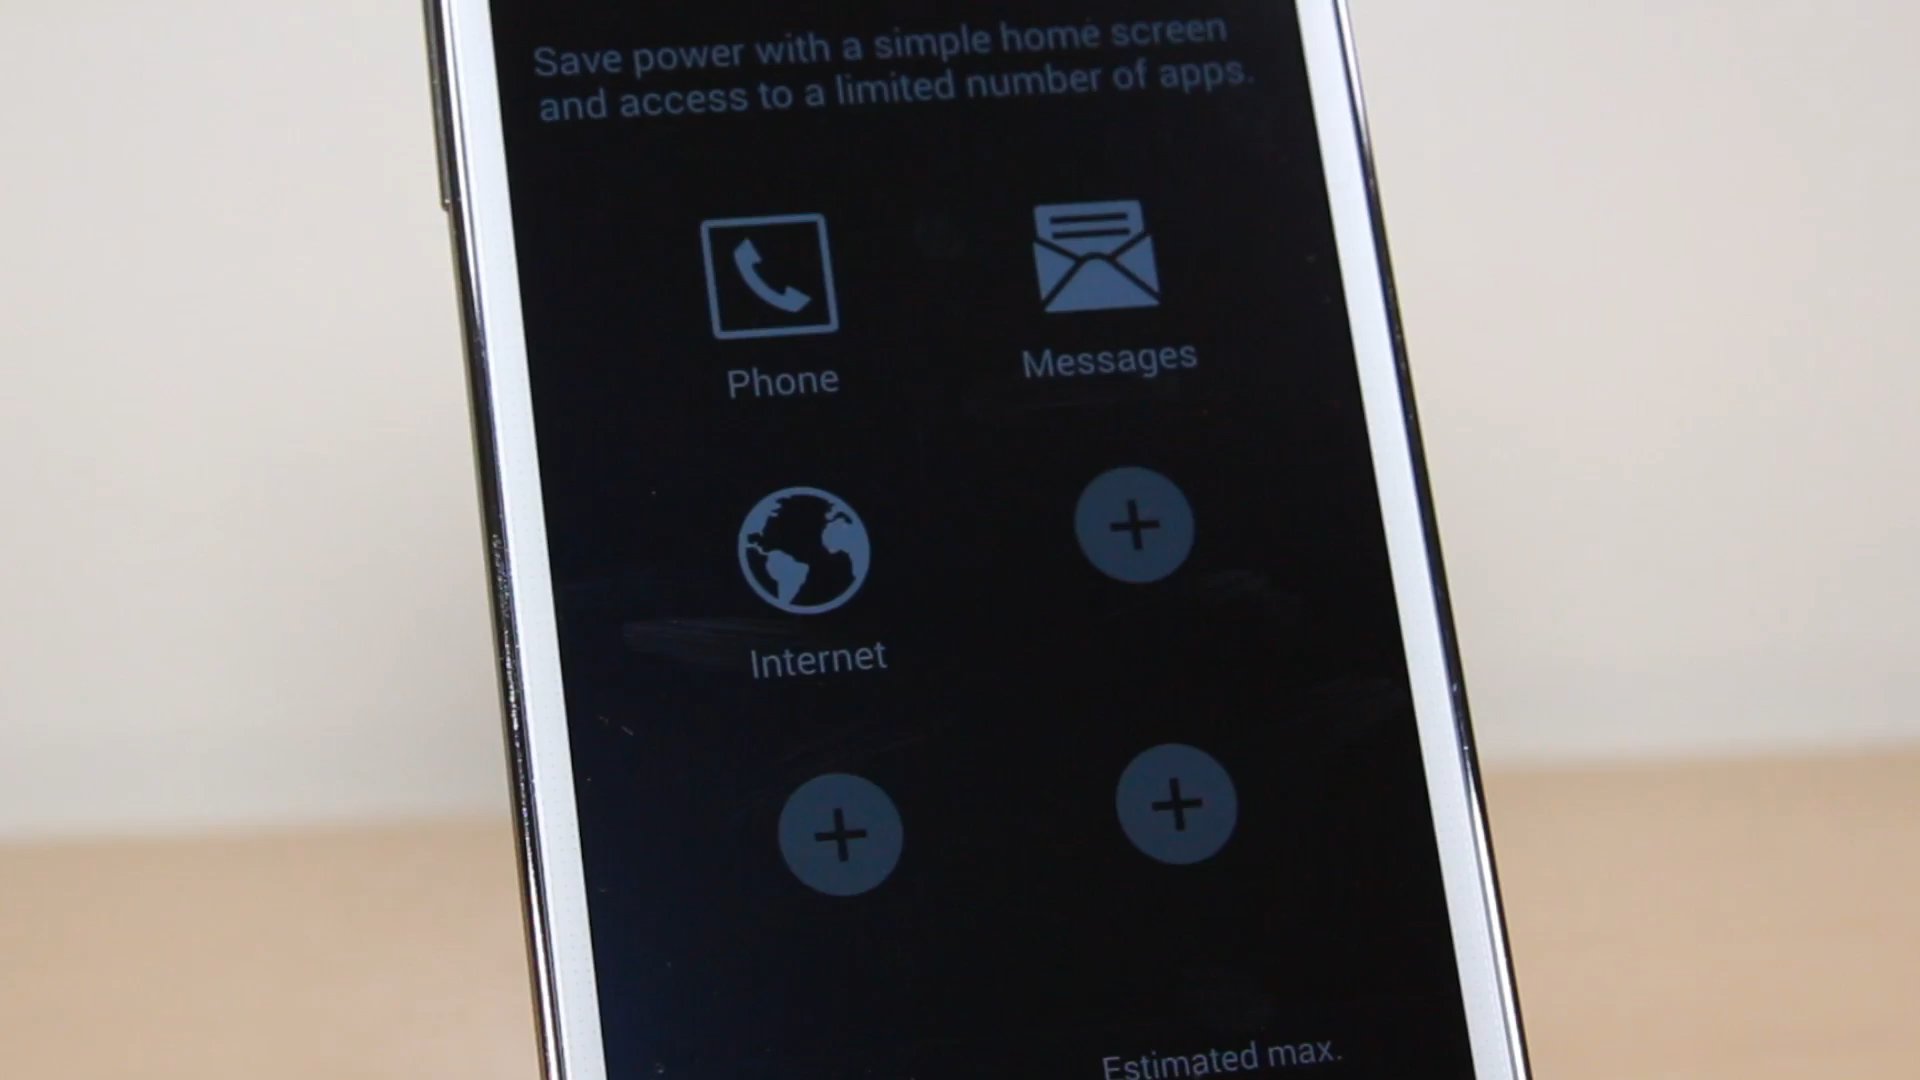 Save power with a simple home screen
and access to a limited number of apps.
Phone
Messages
Internet
Estimated max.